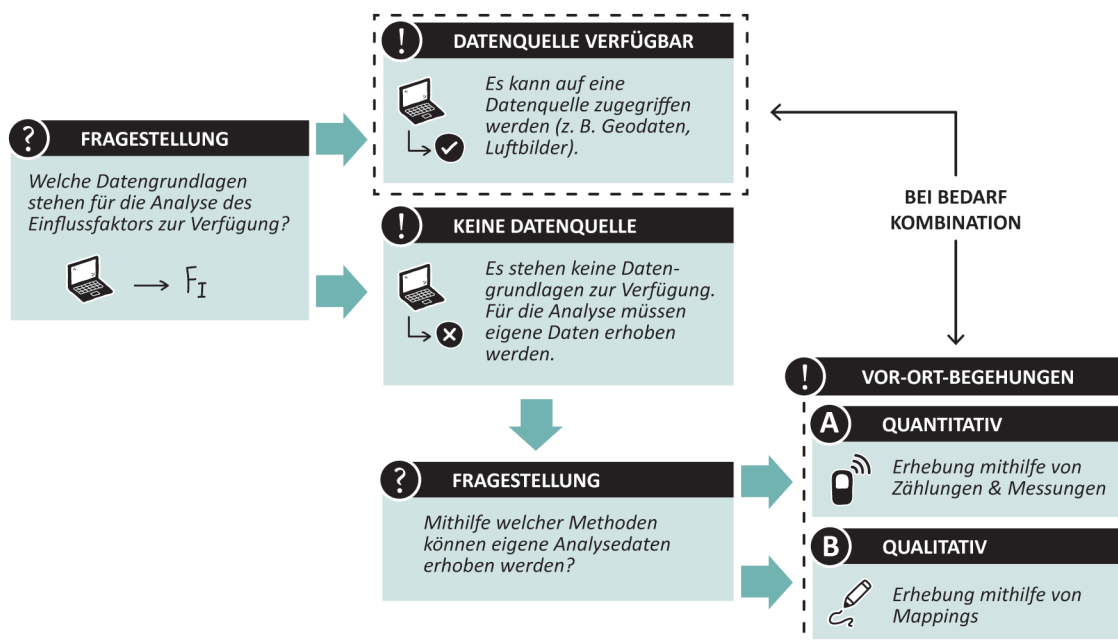 !
DATENQUELLE VERFÜGBAR
Es kann auf eine
Datenquelle zugegriffen
werden (z. B. Geodaten,
Luftbilder).
?
FRAGESTELLUNG
Welche Datengrundlagen
stehen für die Analyse des
Einflussfaktors zur Verfügung?
F_I
!
KEINE DATENQUELLE
Es stehen keine Daten-
grundlagen zur Verfügung.
Für die Analyse müssen
eigene Daten erhoben
werden.
BEI BEDARF
KOMBINATION
?
FRAGESTELLUNG
Mithilfe welcher Methoden
können eigene Analysedaten
erhoben werden?
!
VOR-ORT-BEGEHUNGEN
A
QUANTITATIV
Erhebung mithilfe von
Zählungen & Messungen
B
QUALITATIV
Erhebung mithilfe von
Mappings